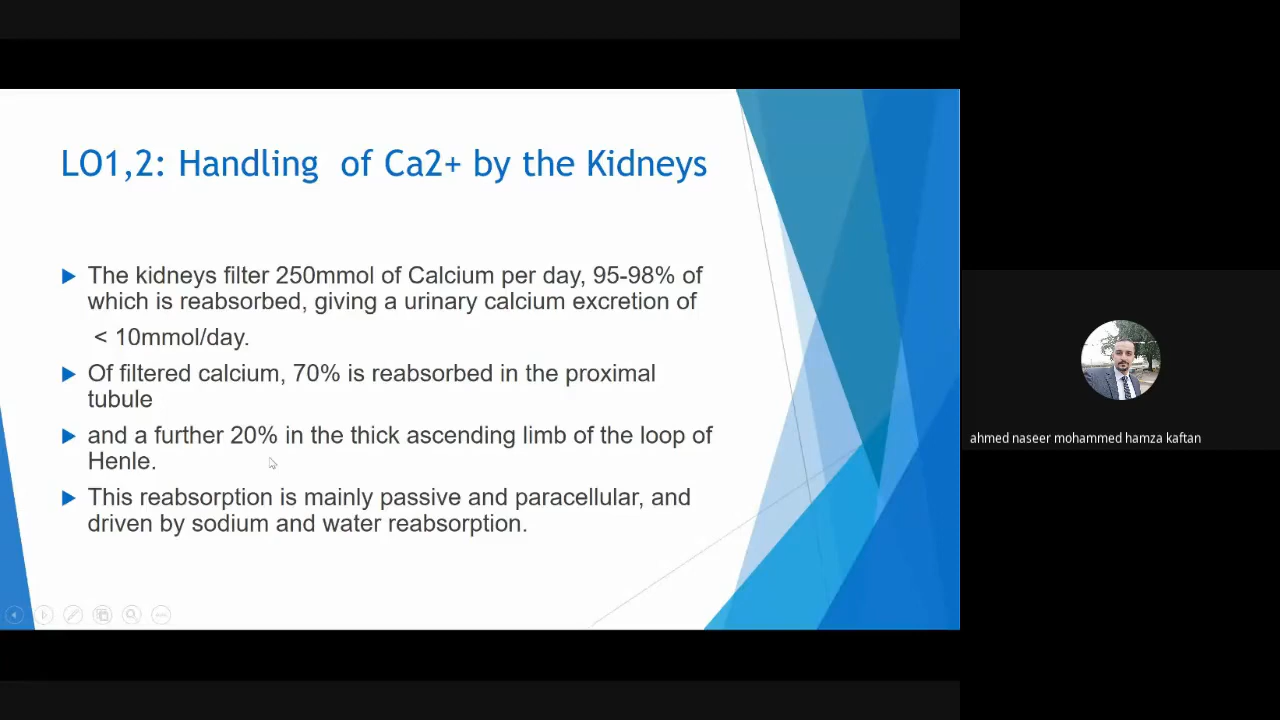 LO1,2: Handling  of Ca2+ by the Kidneys
The kidneys filter 250mmol of Calcium per day, 95-98% of
which is reabsorbed, giving a urinary calcium excretion of
< 10mmol/day.
Of filtered calcium, 70% is reabsorbed in the proximal
tubule
and a further 20% in the thick ascending limb of the loop of
Henle.
This reabsorption is mainly passive and paracellular, and
driven by sodium and water reabsorption.
ahmed naseer mohammed hamza kaftan